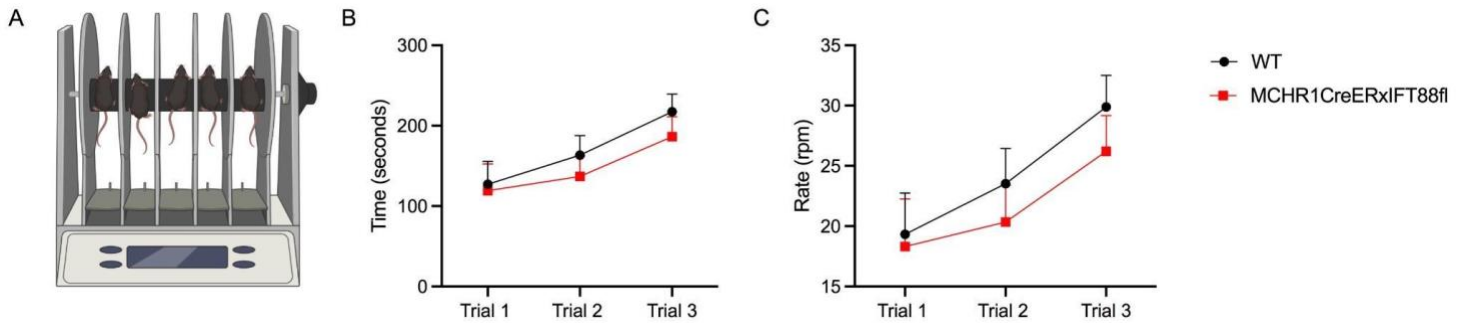 A
B
300
200
100
0
Time (seconds)
Trial 1
Trial 2
Trial 3
C
35
30
25
20
15
Rate (rpm)
Trial 1
Trial 2
Trial 3
WT
MCHR1CreERxIFT88fl